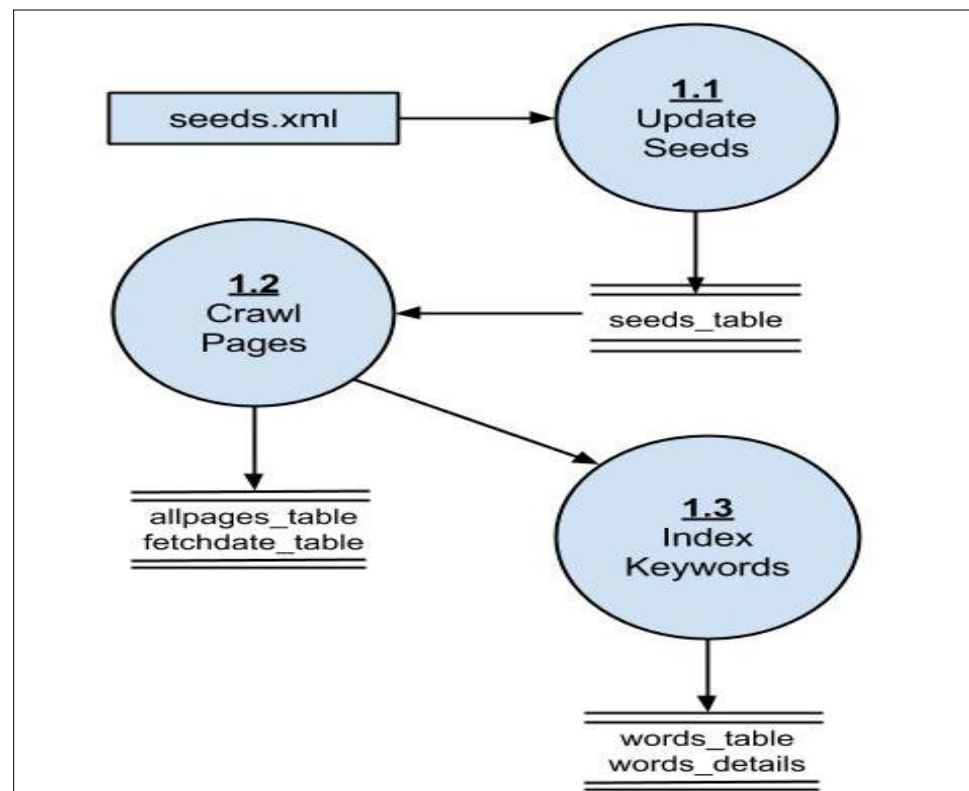 seeds.xml
1.1
Update
Seeds
seeds_table
1.2
Crawl
Pages
allpages_table
fetchdate_table
1.3
Index
Keywords
words_table
words_details